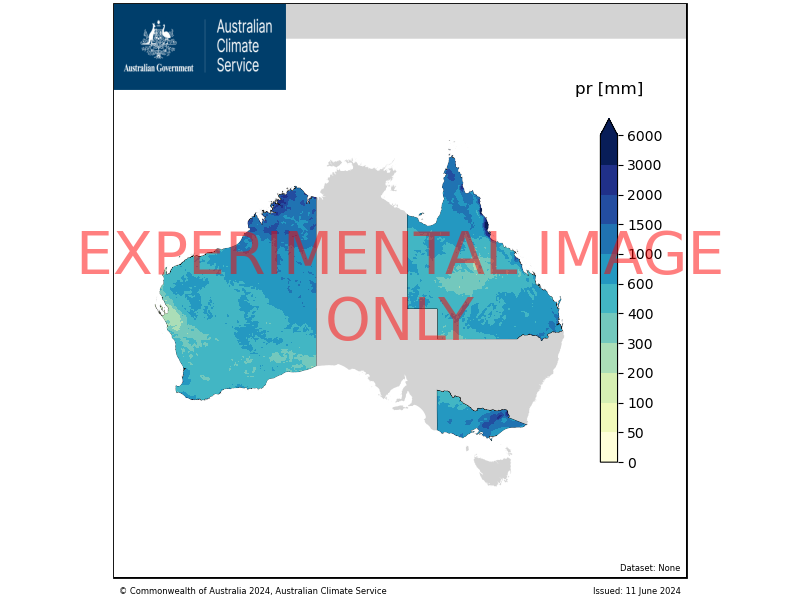 Australian
Climate
Service
Australian Government
pr [mm]
6000
3000
2000
1500
1000
600
400
300
200
100
50
0
EXPERIMENTAL IMAGE
ONLY
Dataset: None
© Commonwealth of Australia 2024, Australian Climate Service
Issued: 11 June 2024